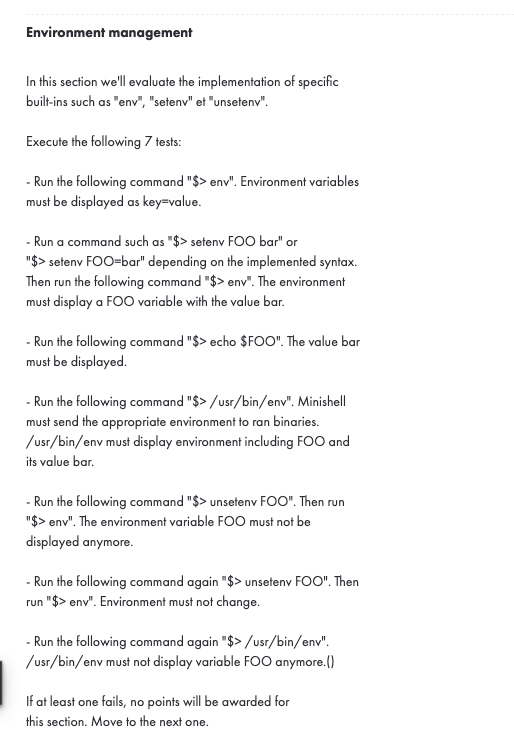 Environment management
In this section we'll evaluate the implementation of specific
built-ins such as "env", "setenv" et "unsetenv".
Execute the following 7 tests:
- Run the following command "$> env". Environment variables
must be displayed as key=value.
- Run a command such as "$> setenv FOO bar" or
"$> setenv FOO=bar" depending on the implemented syntax.
Then run the following command "$> env". The environment
must display a FOO variable with the value bar.
- Run the following command "$> echo $FOO". The value bar
must be displayed.
- Run the following command "$> /usr/bin/env". Minishell
must send the appropriate environment to ran binaries.
/usr/bin/env must display environment including FOO and
its value bar.
- Run the following command "$> unsetenv FOO". Then run
"$> env". The environment variable FOO must not be
displayed anymore.
- Run the following command again "$> unsetenv FOO". Then
run "$> env". Environment must not change.
- Run the following command again "$> /usr/bin/env".
/usr/bin/env must not display variable FOO anymore.()
If at least one fails, no points will be awarded for
this section. Move to the next one.